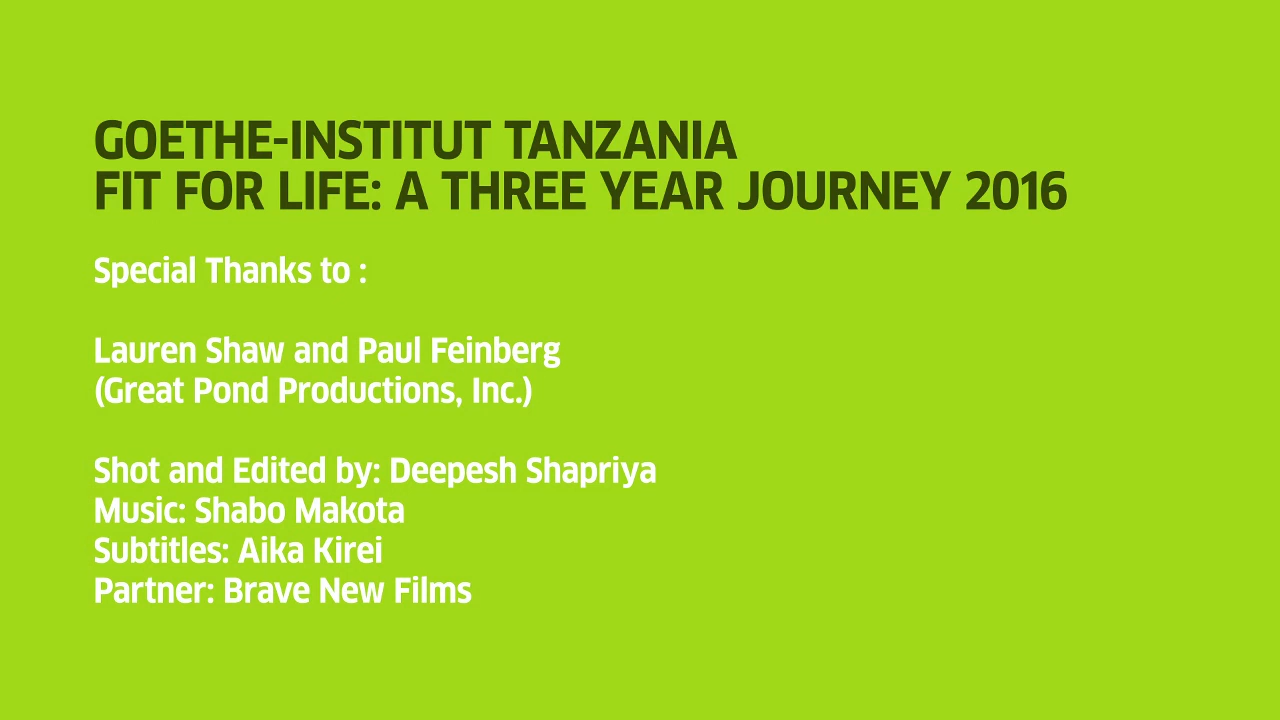 GOETHE-INSTITUT TANZANIA
FIT FOR LIFE: A THREE YEAR JOURNEY 2016
Special Thanks to :
Lauren Shaw and Paul Feinberg
(Great Pond Productions, Inc.)
Shot and Edited by: Deepesh Shapriya
Music: Shabo Makota
Subtitles: Aika Kirei
Partner: Brave New Films